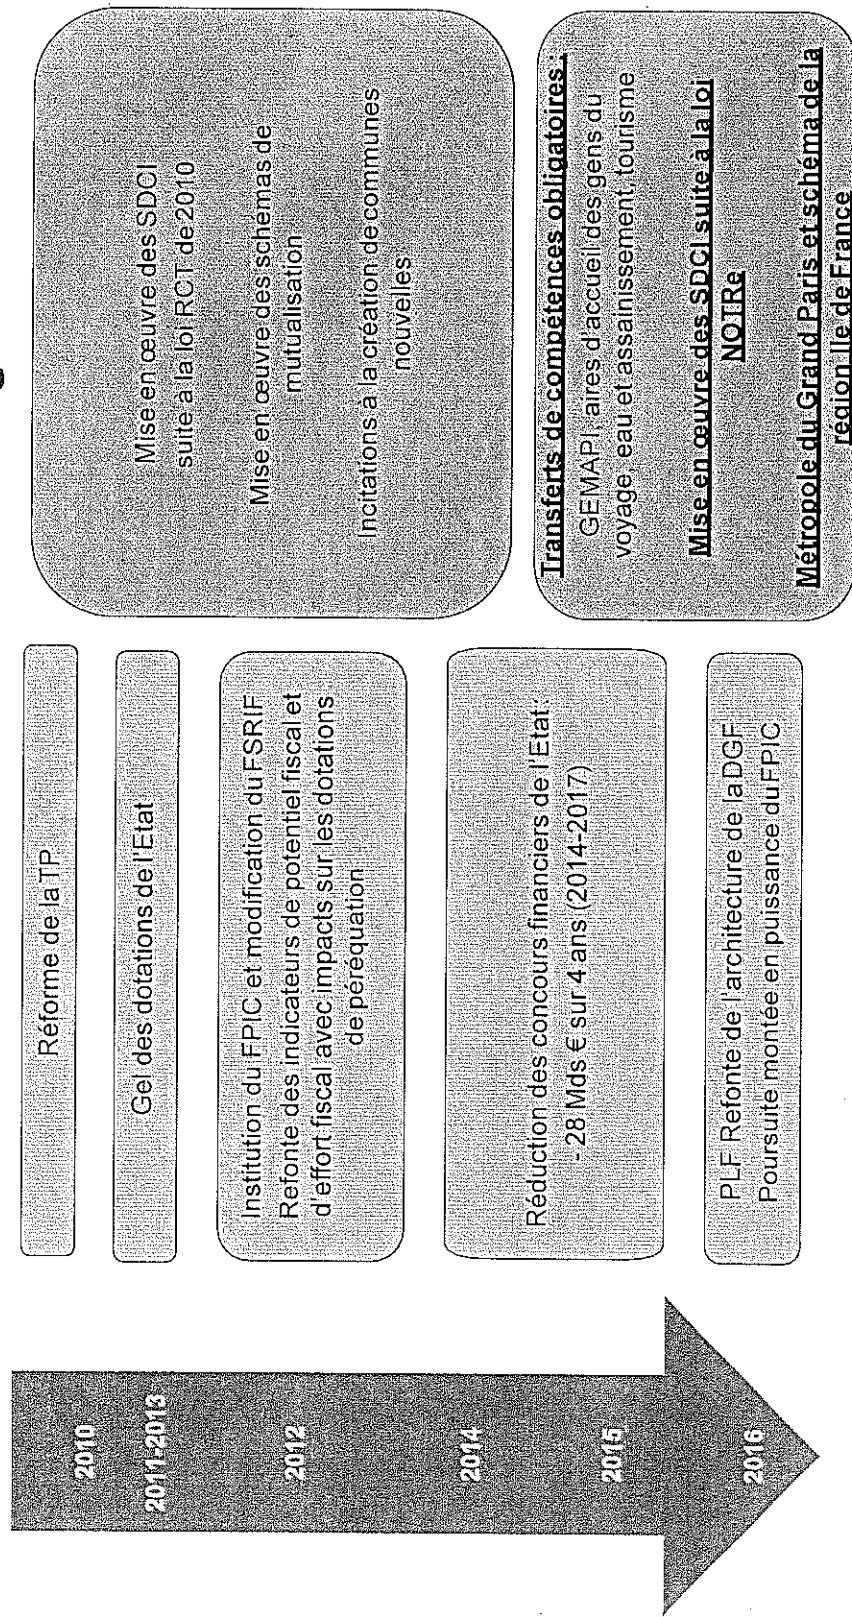 2010
2011-2013
2012
2014
2015
2016
Réforme de la TP
Gel des dotations de l'Etat
Institution du FPIC et modification du FSRIF
Refonte des indicateurs de potentiel fiscal et
d'effort fiscal avec impacts sur les dotations
de péréquation
Réduction des concours financiers de l'Etat:
- 28 Mds € sur 4 ans (2014-2017)
PLF Refonte de l'architecture de la DGF
Poursuite montée en puissance du FPIC
Mise en œuvre des SDCI
suite à la loi RCT de 2010
Mise en œuvre des schémas de
mutualisation
Incitations à la création de communes
nouvelles
Transferts de compétences obligatoires :
GEMAPI, aires d'accueil des gens du
voyage, eau et assainissement, tourisme
Mise en œuvre des SDCI suite à la loi
NOTRe
Métropole du Grand Paris et schéma de la
région Ile de France